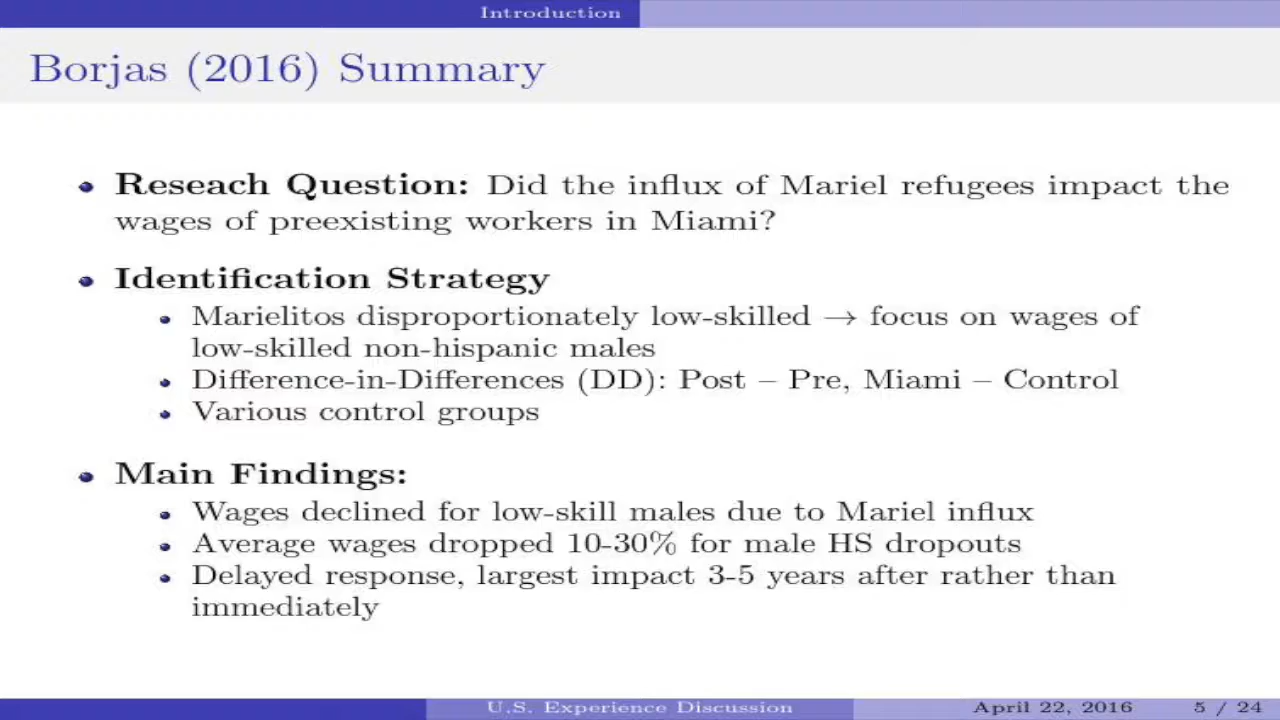 Introduction
Borjas (2016) Summary
Reseach Question: Did the influx of Mariel refugees impact the
wages of preexisting workers in Miami?
Identification Strategy
Marielitos disproportionately low-skilled → focus on wages of
low-skilled non-hispanic males
Difference-in-Differences (DD): Post – Pre, Miami – Control
Various control groups
Main Findings:
Wages declined for low-skill males due to Mariel influx
Average wages dropped 10-30% for male HS dropouts
Delayed response, largest impact 3-5 years after rather than
immediately
U.S. Experience Discussion April 22, 2016 5 / 24